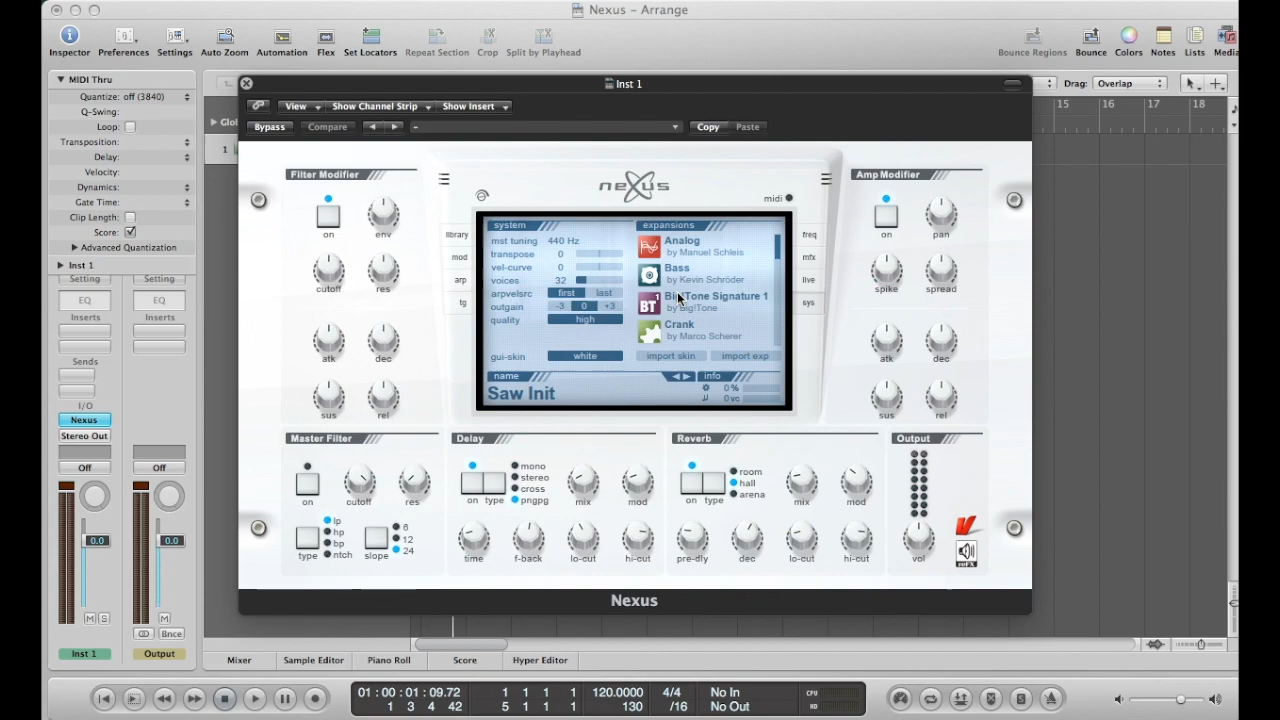 Nexus – Arrange
Inspector Preferences Settings Auto Zoom Automation Flex Set Locators Repeat Section Crop Split by Playhead Bounce Regions Bounce Colors Notes Lists Media
MIDI Thru
Quantize: off (3840)
Q-Swing:
Loop:
Transposition:
Delay:
Velocity:
Dynamics:
Gate Time:
Clip Length:
Score:
Advanced Quantization
Inst 1
Setting Setting
EQ EQ
Inserts Inserts
Sends
I/O
Nexus
Stereo Out
Off Off
0.0 0.0
M S M
Bnce
Inst 1 Output
Drag: Overlap
15 16 17 18
1
Inst 1
View Show Channel Strip Show Insert
Bypass Compare - Copy Paste
Filter Modifier
on env
cutoff res
atk dec
sus rel
nexus
midi
library
mod
arp
tg
freq
mfx
live
sys
system
mst tuning 440 Hz
transpose 0
vel-curve 0
voices 32
arpvelsrc first last
outgain -3 0 +3
quality high
gui-skin white
expansions
Analog
by Manuel Schleis
Bass
by Kevin Schröder
BT1
by Big!Tone
Crank
by Marco Scherer
import skin import exp
name
Saw Init
info
0 %
0vc
Amp Modifier
on pan
spike spread
atk dec
sus rel
Master Filter
on cutoff res
lp
hp
bp
ntch
type slope
6
12
24
Delay
on type
mono
stereo
cross
pngpg
mix mod
time f-back lo-cut hi-cut
Reverb
on type
room
hall
arena
mix mod
pre-dly dec lo-cut hi-cut
Output
vol
reFX
Nexus
Mixer Sample Editor Piano Roll Score Hyper Editor
01 : 00 : 01 : 09.72 1 1 1 1 120.0000 4/4 No In CPU
1 3 4 42 5 1 1 1 130 /16 No Out HD